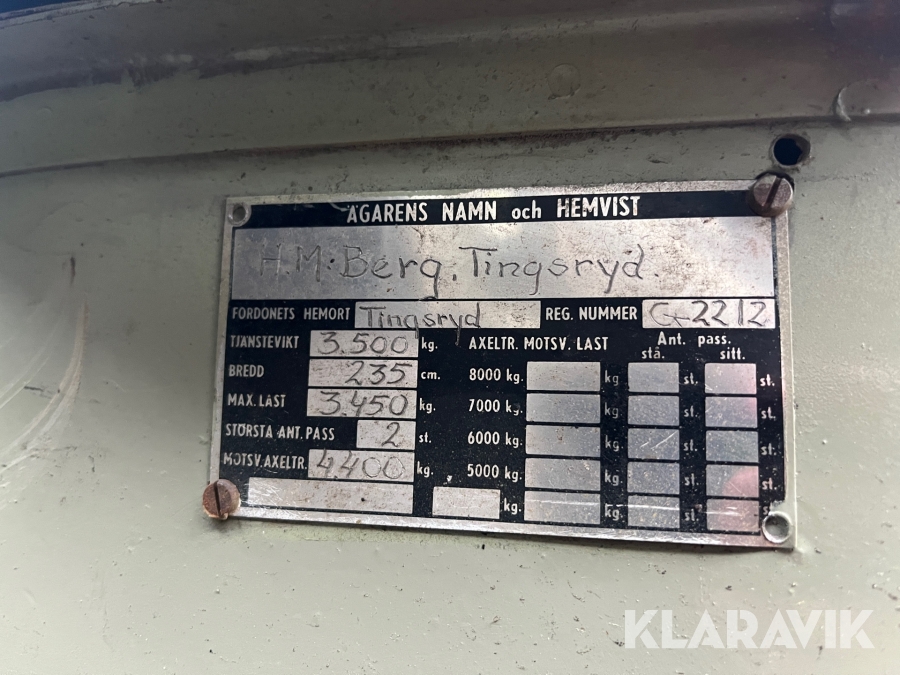 ÄGARENS NAMN och HEMVIST
H.M. Berg. Tingsryd.
FORDONETS HEMORT Tingsryd REG. NUMMER G 2212
TJÄNSTEVIKT 3.500 kg. AXELTR. MOTSV. LAST Ant. pass.
stå. sitt.
BREDD 235 cm. 8000 kg. kg st. st.
MAX. LAST 3.450 kg. 7000 kg. kg. st. st.
STÖRSTA ANT. PASS 2 st. 6000 kg. kg. st. st.
MOTSV. AXELTR. 4.400 kg. 5000 kg. kg. st. st.
kg. kg. st. st.
KLARAVIK